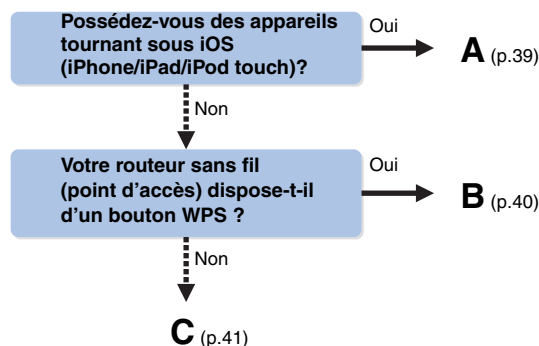 Possédez-vous des appareils
tournant sous iOS
(iPhone/iPad/iPod touch)?
Oui
A (p.39)
Non
Votre routeur sans fil
(point d'accès) dispose-t-il
d'un bouton WPS ?
Oui
B (p.40)
Non
C (p.41)